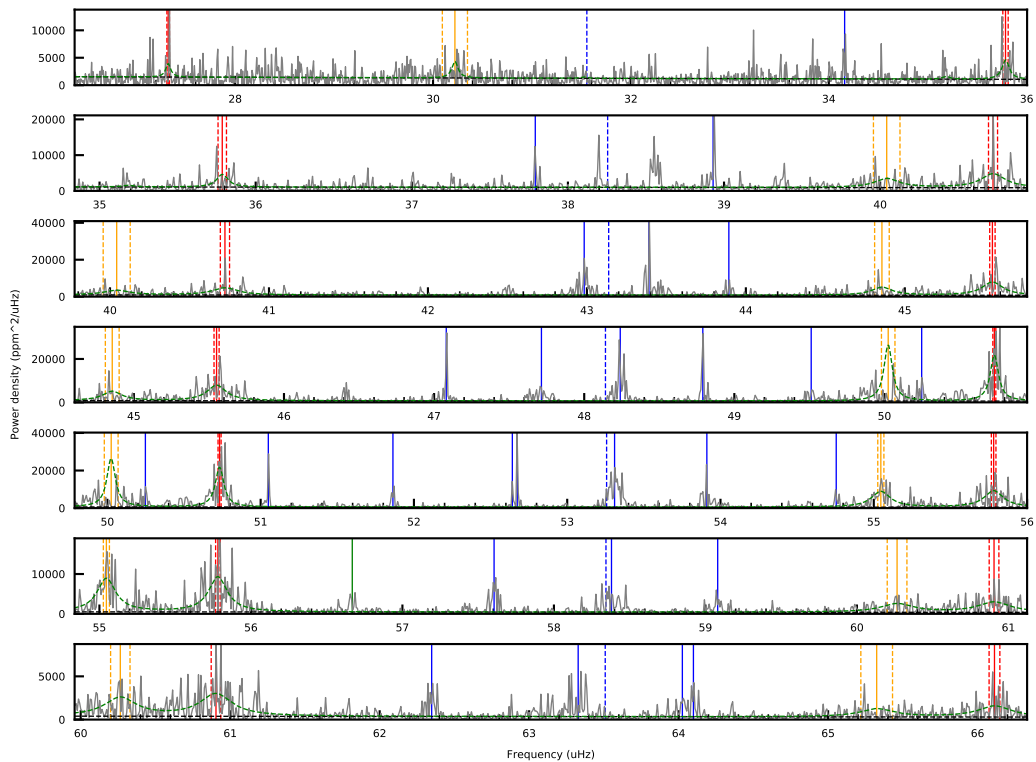 10000
5000
0
28 30 32 34 36
20000
10000
0
35 36 37 38 39 40
40000
20000
0
40 41 42 43 44 45
20000
0
45 46 47 48 49 50
Power density (ppm^2/uHz)
40000
20000
0
50 51 52 53 54 55 56
10000
0
55 56 57 58 59 60 61
5000
0
60 61 62 63 64 65 66
Frequency (uHz)